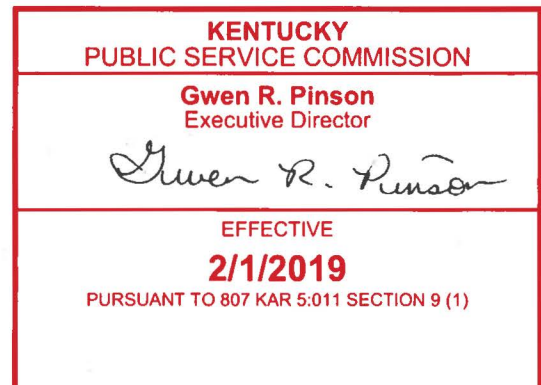 KENTUCKY
PUBLIC SERVICE COMMISSION
Gwen R. Pinson
Executive Director
Gwen R. Pinson
EFFECTIVE
2/1/2019
PURSUANT TO 807 KAR 5:011 SECTION 9 (1)